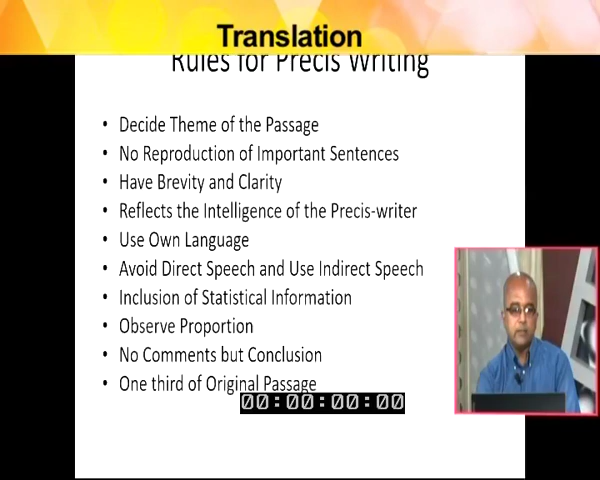 Translation
Rules for Precis Writing
• Decide Theme of the Passage
• No Reproduction of Important Sentences
• Have Brevity and Clarity
• Reflects the Intelligence of the Precis-writer
• Use Own Language
• Avoid Direct Speech and Use Indirect Speech
• Inclusion of Statistical Information
• Observe Proportion
• No Comments but Conclusion
• One third of Original Passage
00:00:00:00